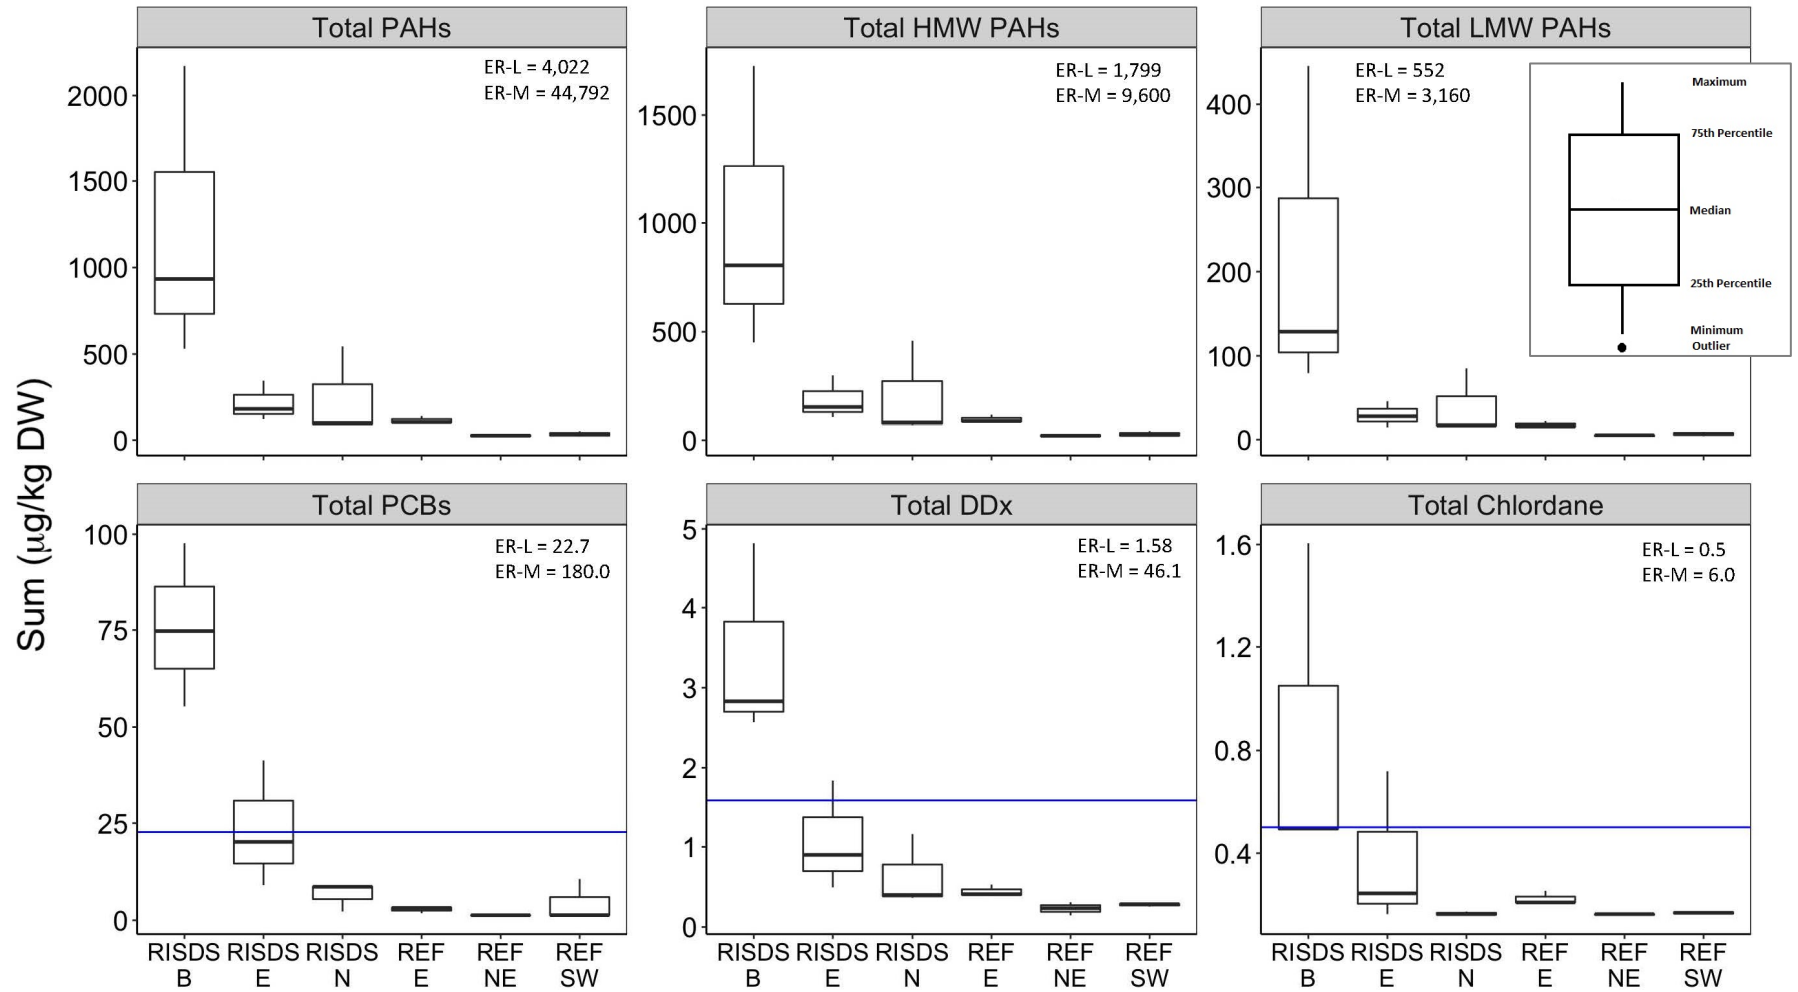 Total PAHs
ER-L = 4,022
ER-M = 44,792
2000
1500
1000
500
0
Total HMW PAHs
ER-L = 1,799
ER-M = 9,600
1500
1000
500
0
Total LMW PAHs
ER-L = 552
ER-M = 3,160
400
300
200
100
0
Maximum
75th Percentile
Median
25th Percentile
Minimum
Outlier
Sum (µg/kg DW)
Total PCBs
ER-L = 22.7
ER-M = 180.0
100
75
50
25
0
RISDS RISDS RISDS REF REF REF
B E N E NE SW
Total DDx
ER-L = 1.58
ER-M = 46.1
5
4
3
2
1
0
RISDS RISDS RISDS REF REF REF
B E N E NE SW
Total Chlordane
ER-L = 0.5
ER-M = 6.0
1.6
1.2
0.8
0.4
RISDS RISDS RISDS REF REF REF
B E N E NE SW